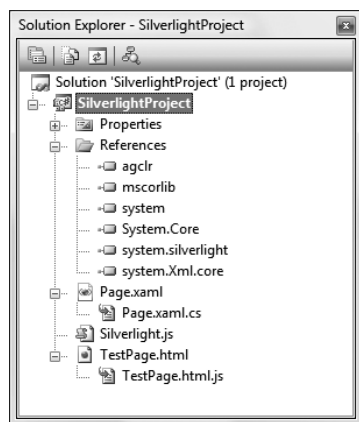 Solution Explorer - SilverlightProject
Solution 'SilverlightProject' (1 project)
SilverlightProject
Properties
References
agclr
mscorlib
system
System.Core
system.silverlight
system.Xml.core
Page.xaml
Page.xaml.cs
Silverlight.js
TestPage.html
TestPage.html.js